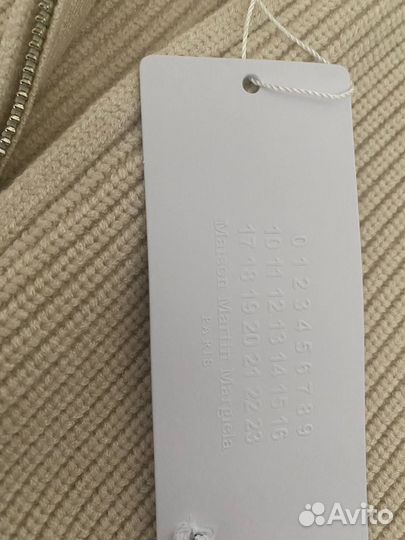 0 1 2 3 4 5 6 7 8 9
10 11 12 13 14 15 16
17 18 19 20 21 22 23
Maison Martin Margiela
PARIS
Avito